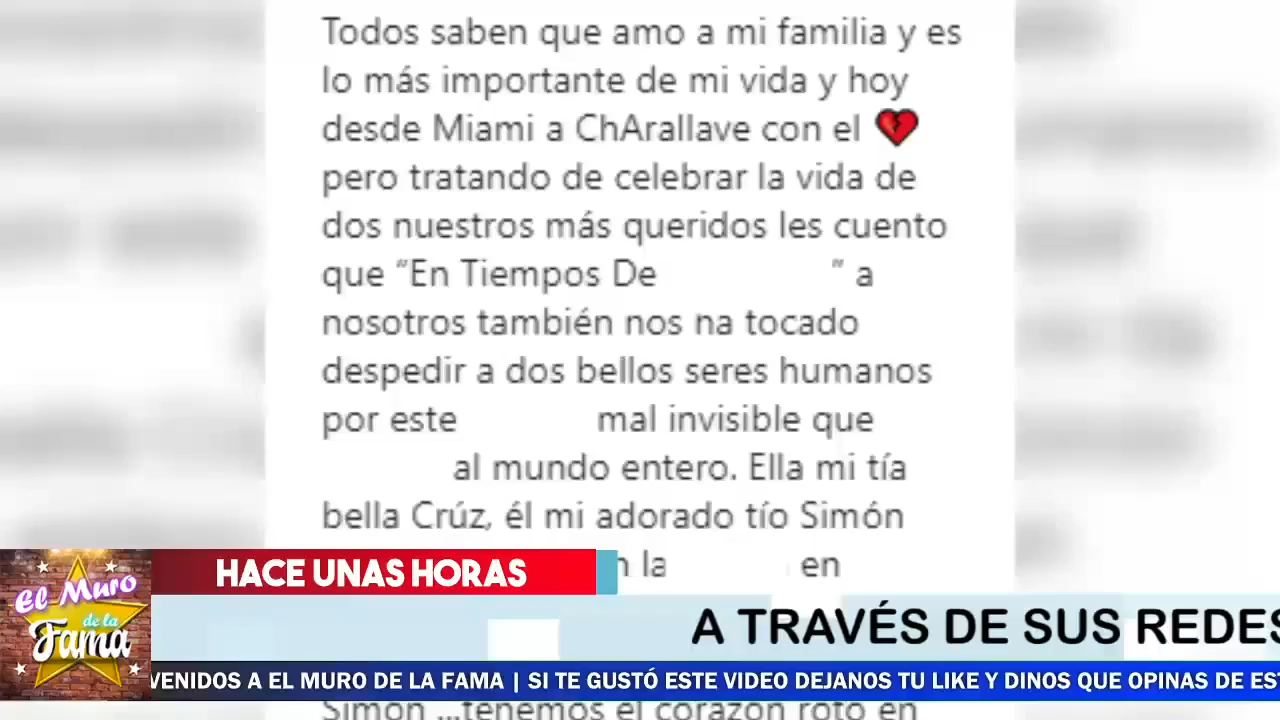 Todos saben que amo a mi familia y es
lo más importante de mi vida y hoy
desde Miami a ChArallave con el 💔
pero tratando de celebrar la vida de
dos nuestros más queridos les cuento
que “En Tiempos De ” a
nosotros también nos na tocado
despedir a dos bellos seres humanos
por este mal invisible que
al mundo entero. Ella mi tía
bella Crúz, él mi adorado tío Simón
la en
HACE UNAS HORAS
A TRAVÉS DE SUS REDES
El Muro
de la
Fama
VENIDOS A EL MURO DE LA FAMA | SI TE GUSTÓ ESTE VIDEO DEJANOS TU LIKE Y DINOS QUE OPINAS DE EST
Simón ...tenemos el corazón roto en